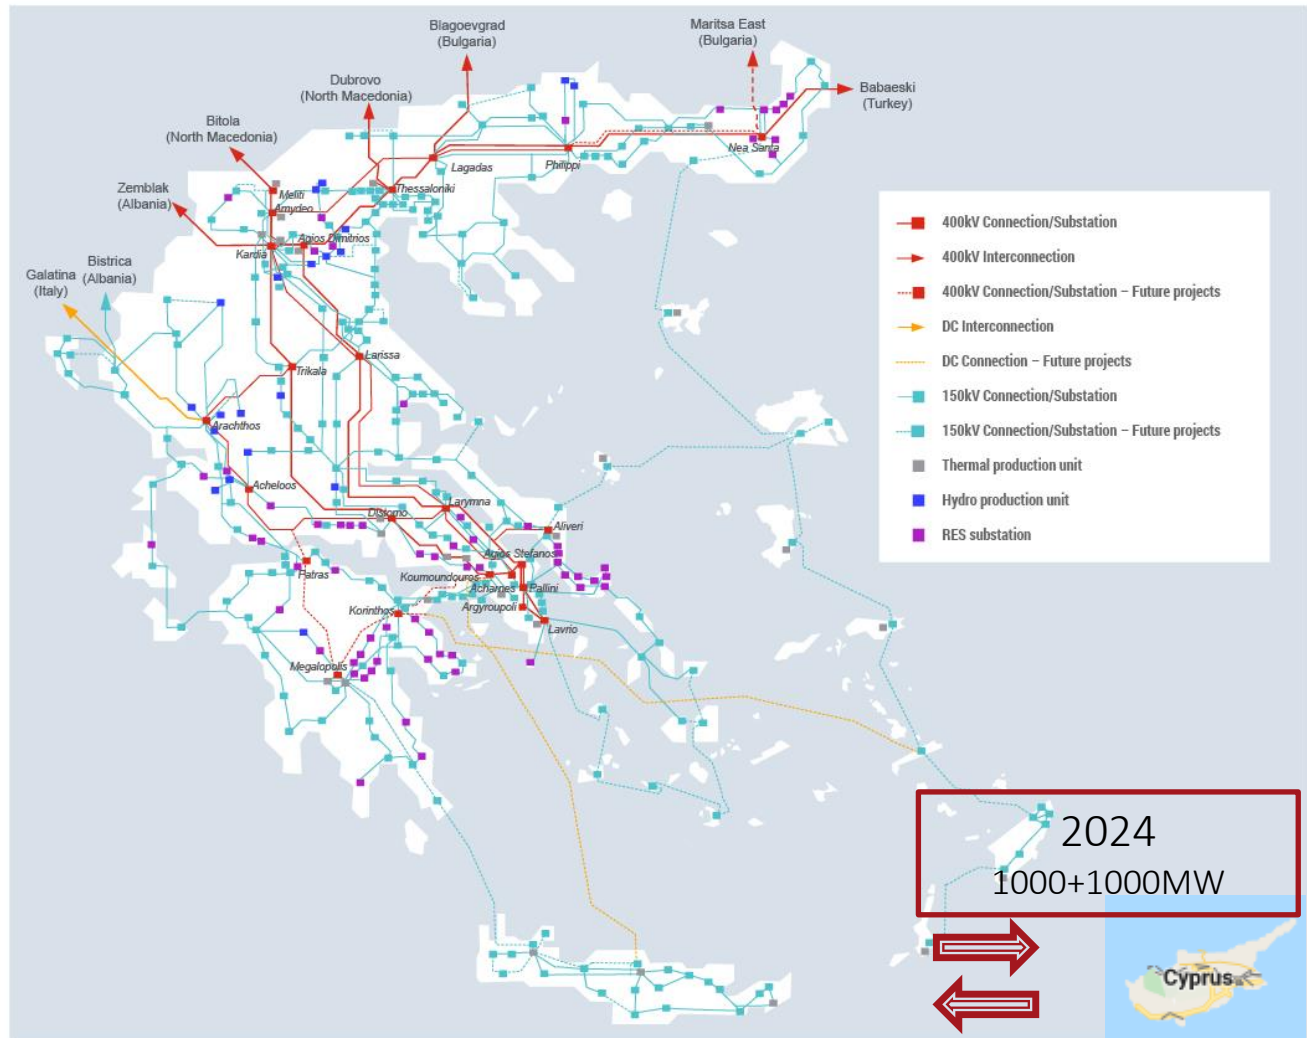 Blagoevgrad
(Bulgaria)
Maritsa East
(Bulgaria)
Dubrovo
(North Macedonia)
Babaeski
(Turkey)
Bitola
(North Macedonia)
Zemblak
(Albania)
Bistrica
(Albania)
Galatina
(Italy)
Lagadas
Philippi
Nea Santa
Thessaloniki
Meliti
Amydeo
Agios Dimitrios
Kardia
Larissa
Trikala
Arachthos
Acheloos
Distomo
Larymna
Aliveri
Agios Stefanos
Patras
Koumoundouros
Acharnes
Pallini
Korinthos
Argyroupoli
Lavrio
Megalopolis
400kV Connection/Substation
400kV Interconnection
400kV Connection/Substation – Future projects
DC Interconnection
DC Connection – Future projects
150kV Connection/Substation
150kV Connection/Substation – Future projects
Thermal production unit
Hydro production unit
RES substation
2024
1000+1000MW
Cyprus